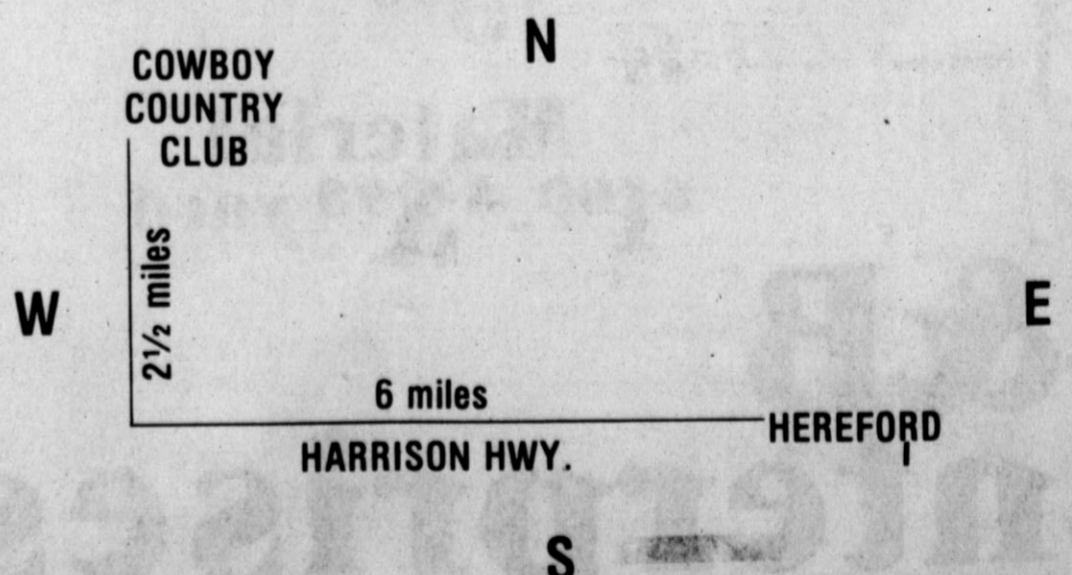 N
COWBOY
COUNTRY
CLUB
2½ miles
W
E
6 miles
HEREFORD
HARRISON HWY.
S